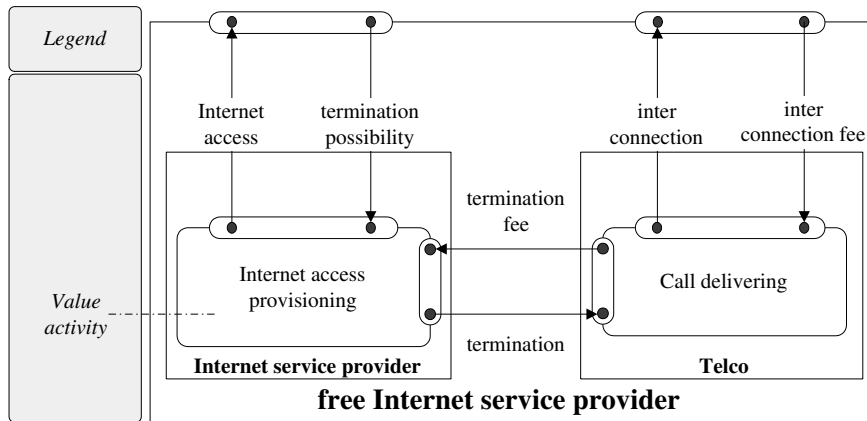 Legend
Internet
access
termination
possibility
inter
connection
inter
connection fee
termination
fee
Internet access
provisioning
Call delivering
Value
activity
termination
Internet service provider
Telco
free Internet service provider